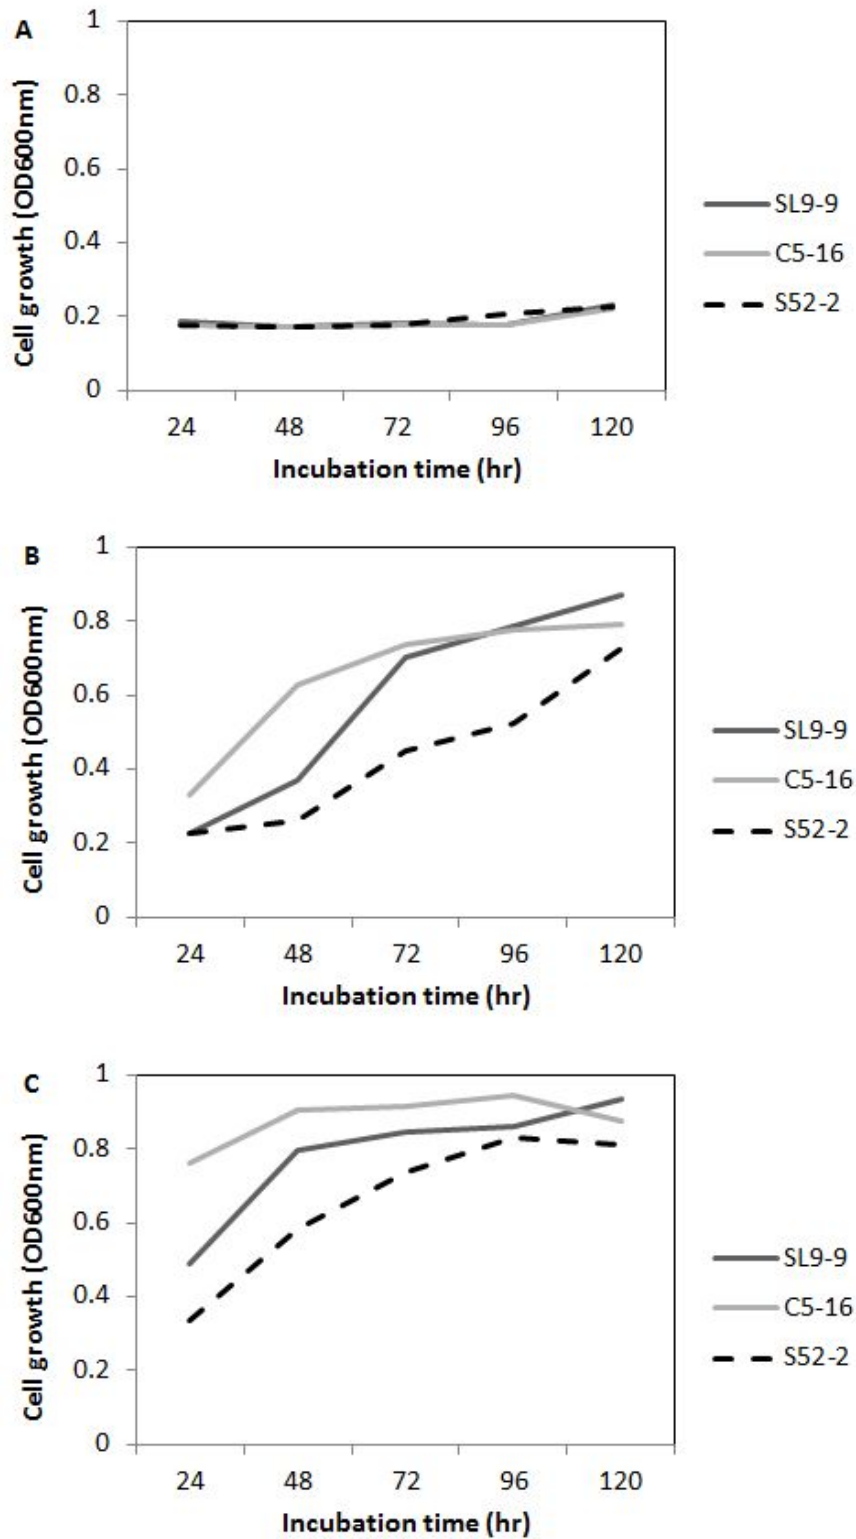 A
1
0.8
0.6
0.4
0.2
0
Cell growth (OD600nm)
24 48 72 96 120
Incubation time (hr)
SL9-9
C5-16
S52-2
B
1
0.8
0.6
0.4
0.2
0
Cell growth (OD600nm)
24 48 72 96 120
Incubation time (hr)
SL9-9
C5-16
S52-2
C
1
0.8
0.6
0.4
0.2
0
Cell growth (OD600nm)
24 48 72 96 120
Incubation time (hr)
SL9-9
C5-16
S52-2